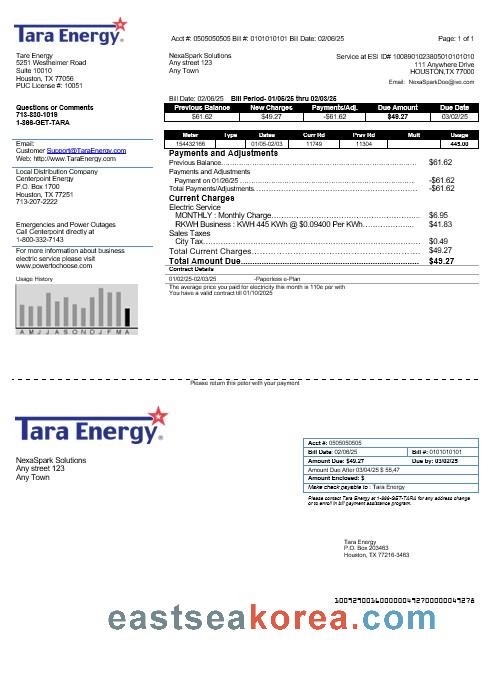 Tara Energy®
Acct #: 0505050505 Bill #: 0101010101 Bill Date: 02/06/25
Page: 1 of 1
Tara Energy
5251 Westheimer Road
Suite 10010
Houston, TX 77056
PUC License #: 10051
NexaSpark Solutions
Any street 123
Any Town
Service at ESI ID# 1008901023805010101010
111 Anywhere Drive
HOUSTON,TX 77000
Email: NexaSparkDoo@ivo.com
Questions or Comments
713-830-1018
1-866-GET-TARA
Bill Date: 02/06/25 Bill Period- 01/06/25 thru 02/03/25
Previous Balance New Charges Payments/Adj. Due Amount Due Date
$61.62 $49.27 -$61.62 $49.27 03/02/25
Meter Type Dates Curr Rd Prev Rd Mult Usage
154432166 01/05-02/03 11749 11304 445.00
Email:
Customer Support@TaraEnergy.com
Web: http://www.TaraEnergy.com
Local Distribution Company
Centerpoint Energy
P.O. Box 1700
Houston, TX 77251
713-207-2222
Emergencies and Power Outages
Call Centerpoint directly at
1-800-332-7143
For more information about business
electric service please visit
www.powertochoose.com
Usage History
A M J J A S O N D J F M A
Payments and Adjustments
Previous Balance $61.62
Payments and Adjustments
Payment on 01/06/25 -$61.62
Total Payments/Adjustments -$61.62
Current Charges
Electric Service
MONTHLY : Monthly Charge $6.95
RKWH Business : KWH 445 KWh @ $0.09400 Per KWh $41.83
Sales Taxes
City Tax $0.49
Total Current Charges $49.27
Total Amount Due $49.27
Contract Details
01/02/25-02/03/25 -Paperless e-Plan
The average price you paid for electricity this month is 110¢ per kwh
You have a valid contract till 01/10/2025
Please return this potion with your payment
Tara Energy®
NexaSpark Solutions
Any street 123
Any Town
Acct #: 0505050505
Bill Date: 02/06/25 Bill #: 0101010101
Amount Due: $49.27 Due by: 03/02/25
Amount Due After 03/04/25 $ 56,47
Amount Enclosed: $
Make check payable to : Tara Energy
Please contact Tara Energy at 1-866-GET-TARA for any address change
or to enroll in bill payment assistance program.
Tara Energy
P.O. Box 203463
Houston, TX 77216-3463
eastseakorea.com